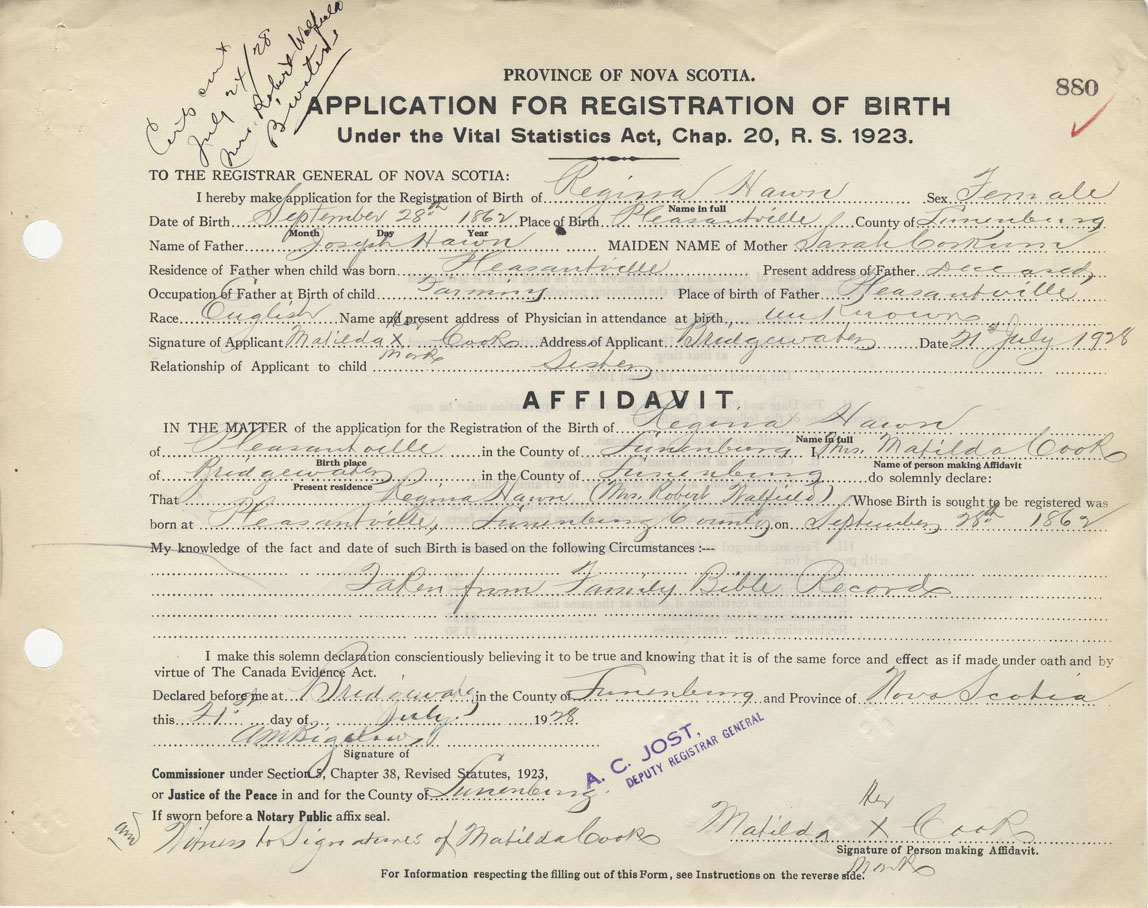 Certs sent
July 24/28
Mrs. Robert Walfield
B'water
PROVINCE OF NOVA SCOTIA.
880
APPLICATION FOR REGISTRATION OF BIRTH
Under the Vital Statistics Act, Chap. 20, R. S. 1923.
TO THE REGISTRAR GENERAL OF NOVA SCOTIA:
I hereby make application for the Registration of Birth of Regina Hawn Sex Female
Name in full
Date of Birth September 28th 1862 Place of Birth Pleasantville County of Lunenburg
Month Day Year
Name of Father Joseph Hawn MAIDEN NAME of Mother Sarah Corkum
Residence of Father when child was born Pleasantville Present address of Father Deceased
Occupation of Father at Birth of child Farming Place of birth of Father Pleasantville
Race English Name and present address of Physician in attendance at birth, unknown
Her
Signature of Applicant Matilda X Cook Address of Applicant Bridgewater Date 21st July 1928
Mark
Relationship of Applicant to child Sister
AFFIDAVIT.
IN THE MATTER of the application for the Registration of the Birth of Regina Hawn
Name in full
of Pleasantville in the County of Lunenburg I, Mrs. Matilda Cook
Birth place Name of person making Affidavit
of Bridgewater in the County of Lunenburg do solemnly declare:
Present residence
That Regina Hawn (Mrs. Robert Walfield) Whose Birth is sought to be registered was
born at Pleasantville, Lunenburg County on September 28th 1862
My knowledge of the fact and date of such Birth is based on the following Circumstances :---
Taken from Family Bible Record
I make this solemn declaration conscientiously believing it to be true and knowing that it is of the same force and effect as if made under oath and by
virtue of The Canada Evidence Act.
Declared before me at Bridgewater in the County of Lunenburg and Province of Nova Scotia
this 21st day of July 1928
A M Bigelow
Signature of
A. C. JOST,
DEPUTY REGISTRAR GENERAL
Commissioner under Section 5, Chapter 38, Revised Statutes, 1923,
or Justice of the Peace in and for the County of Lunenburg.
If sworn before a Notary Public affix seal.
and Witness to Signatures of Matilda Cook
Her
Matilda X Cook
Signature of Person making Affidavit.
Mark
For Information respecting the filling out of this Form, see Instructions on the reverse side.